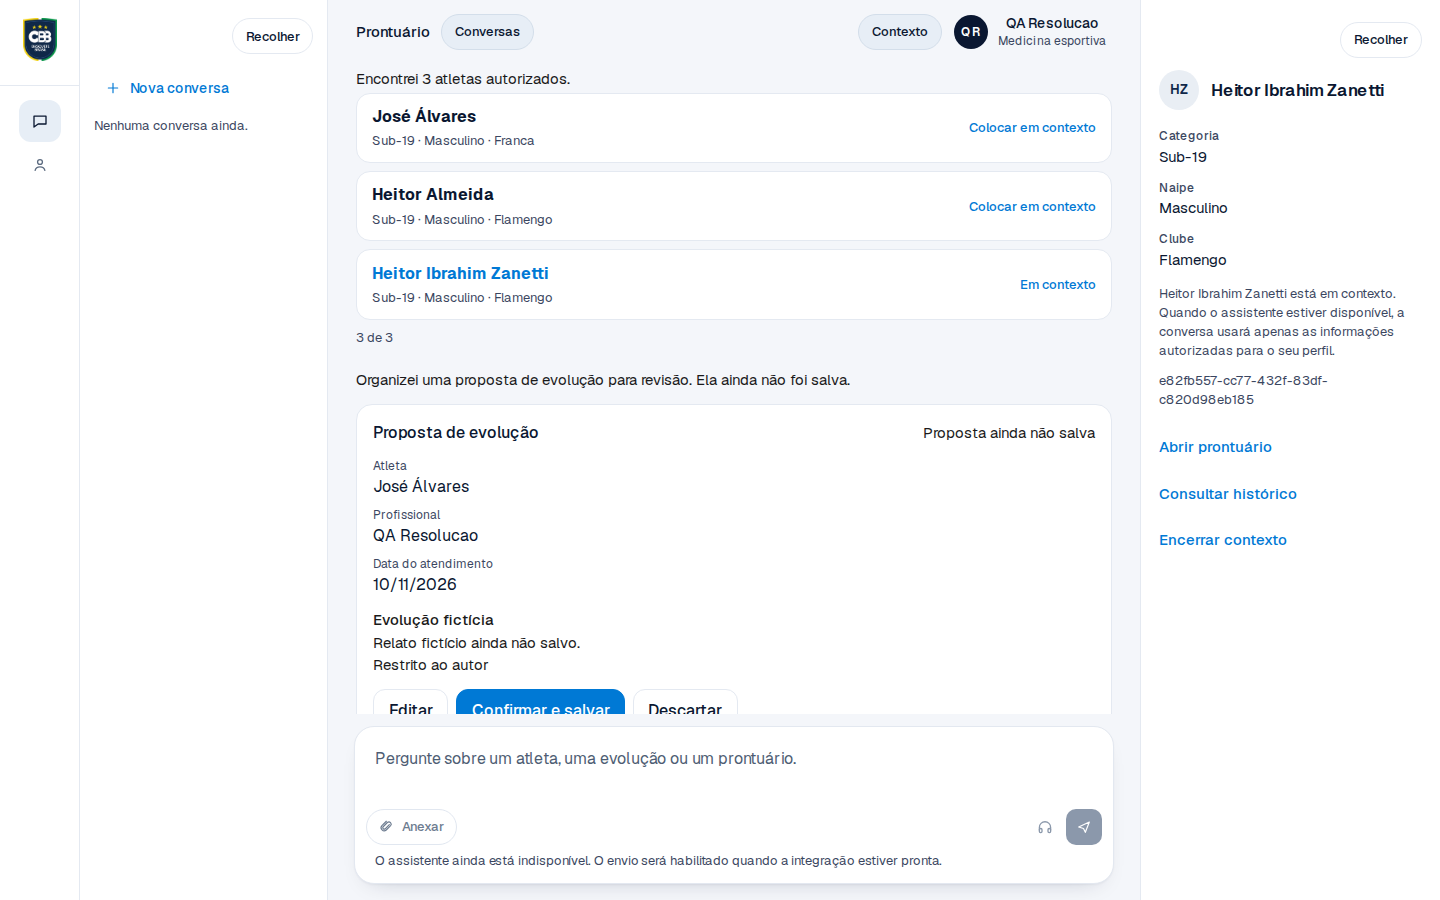 CBB
Recolher
Nova conversa
Nenhuma conversa ainda.
Prontuário
Conversas
Contexto
QR
QA Resolucao
Medicina esportiva
Encontrei 3 atletas autorizados.
José Álvares
Sub-19 · Masculino · Franca
Colocar em contexto
Heitor Almeida
Sub-19 · Masculino · Flamengo
Colocar em contexto
Heitor Ibrahim Zanetti
Sub-19 · Masculino · Flamengo
Em contexto
3 de 3
Organizei uma proposta de evolução para revisão. Ela ainda não foi salva.
Proposta de evolução
Proposta ainda não salva
Atleta
José Álvares
Profissional
QA Resolucao
Data do atendimento
10/11/2026
Evolução fictícia
Relato fictício ainda não salvo.
Restrito ao autor
Editar
Confirmar e salvar
Descartar
Pergunte sobre um atleta, uma evolução ou um prontuário.
Anexar
O assistente ainda está indisponível. O envio será habilitado quando a integração estiver pronta.
Recolher
HZ
Heitor Ibrahim Zanetti
Categoria
Sub-19
Naipe
Masculino
Clube
Flamengo
Heitor Ibrahim Zanetti está em contexto.
Quando o assistente estiver disponível, a
conversa usará apenas as informações
autorizadas para o seu perfil.
e82fb557-cc77-432f-83df-
c820d98eb185
Abrir prontuário
Consultar histórico
Encerrar contexto